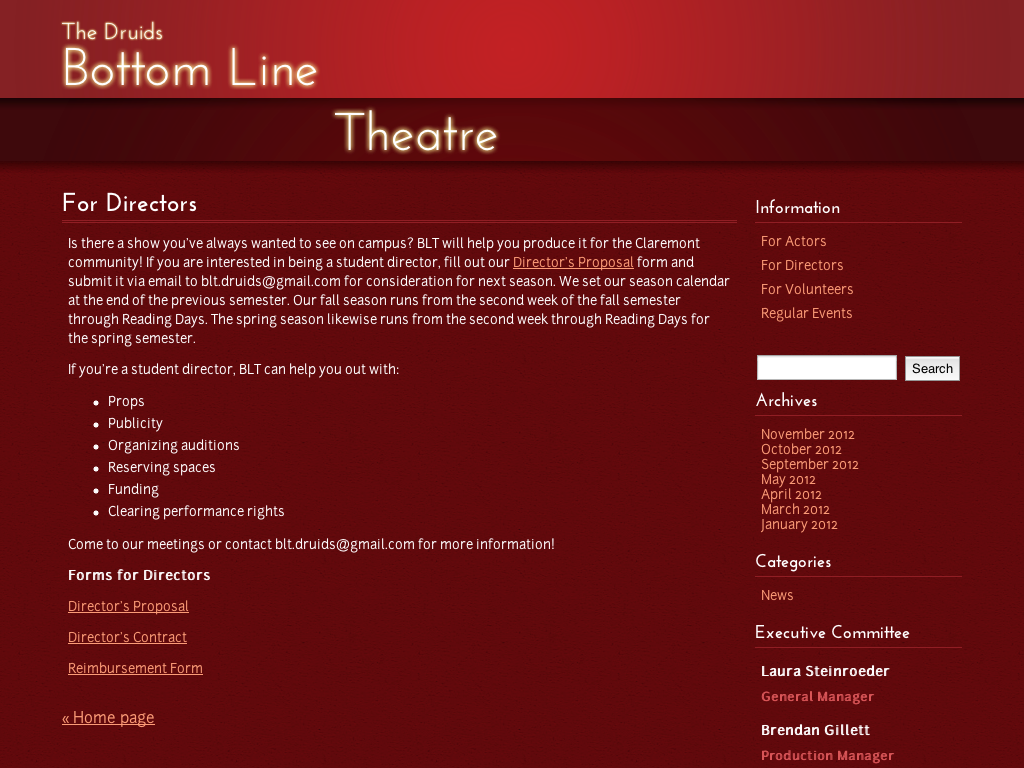 The Druids
Bottom Line
Theatre
For Directors
Is there a show you've always wanted to see on campus? BLT will help you produce it for the Claremont
community! If you are interested in being a student director, fill out our Director's Proposal form and
submit it via email to blt.druids@gmail.com for consideration for next season. We set our season calendar
at the end of the previous semester. Our fall season runs from the second week of the fall semester
through Reading Days. The spring season likewise runs from the second week through Reading Days for
the spring semester.
If you're a student director, BLT can help you out with:
Props
Publicity
Organizing auditions
Reserving spaces
Funding
Clearing performance rights
Come to our meetings or contact blt.druids@gmail.com for more information!
Forms for Directors
Director's Proposal
Director's Contract
Reimbursement Form
« Home page
Information
For Actors
For Directors
For Volunteers
Regular Events
Search
Archives
November 2012
October 2012
September 2012
May 2012
April 2012
March 2012
January 2012
Categories
News
Executive Committee
Laura Steinroeder
General Manager
Brendan Gillett
Production Manager